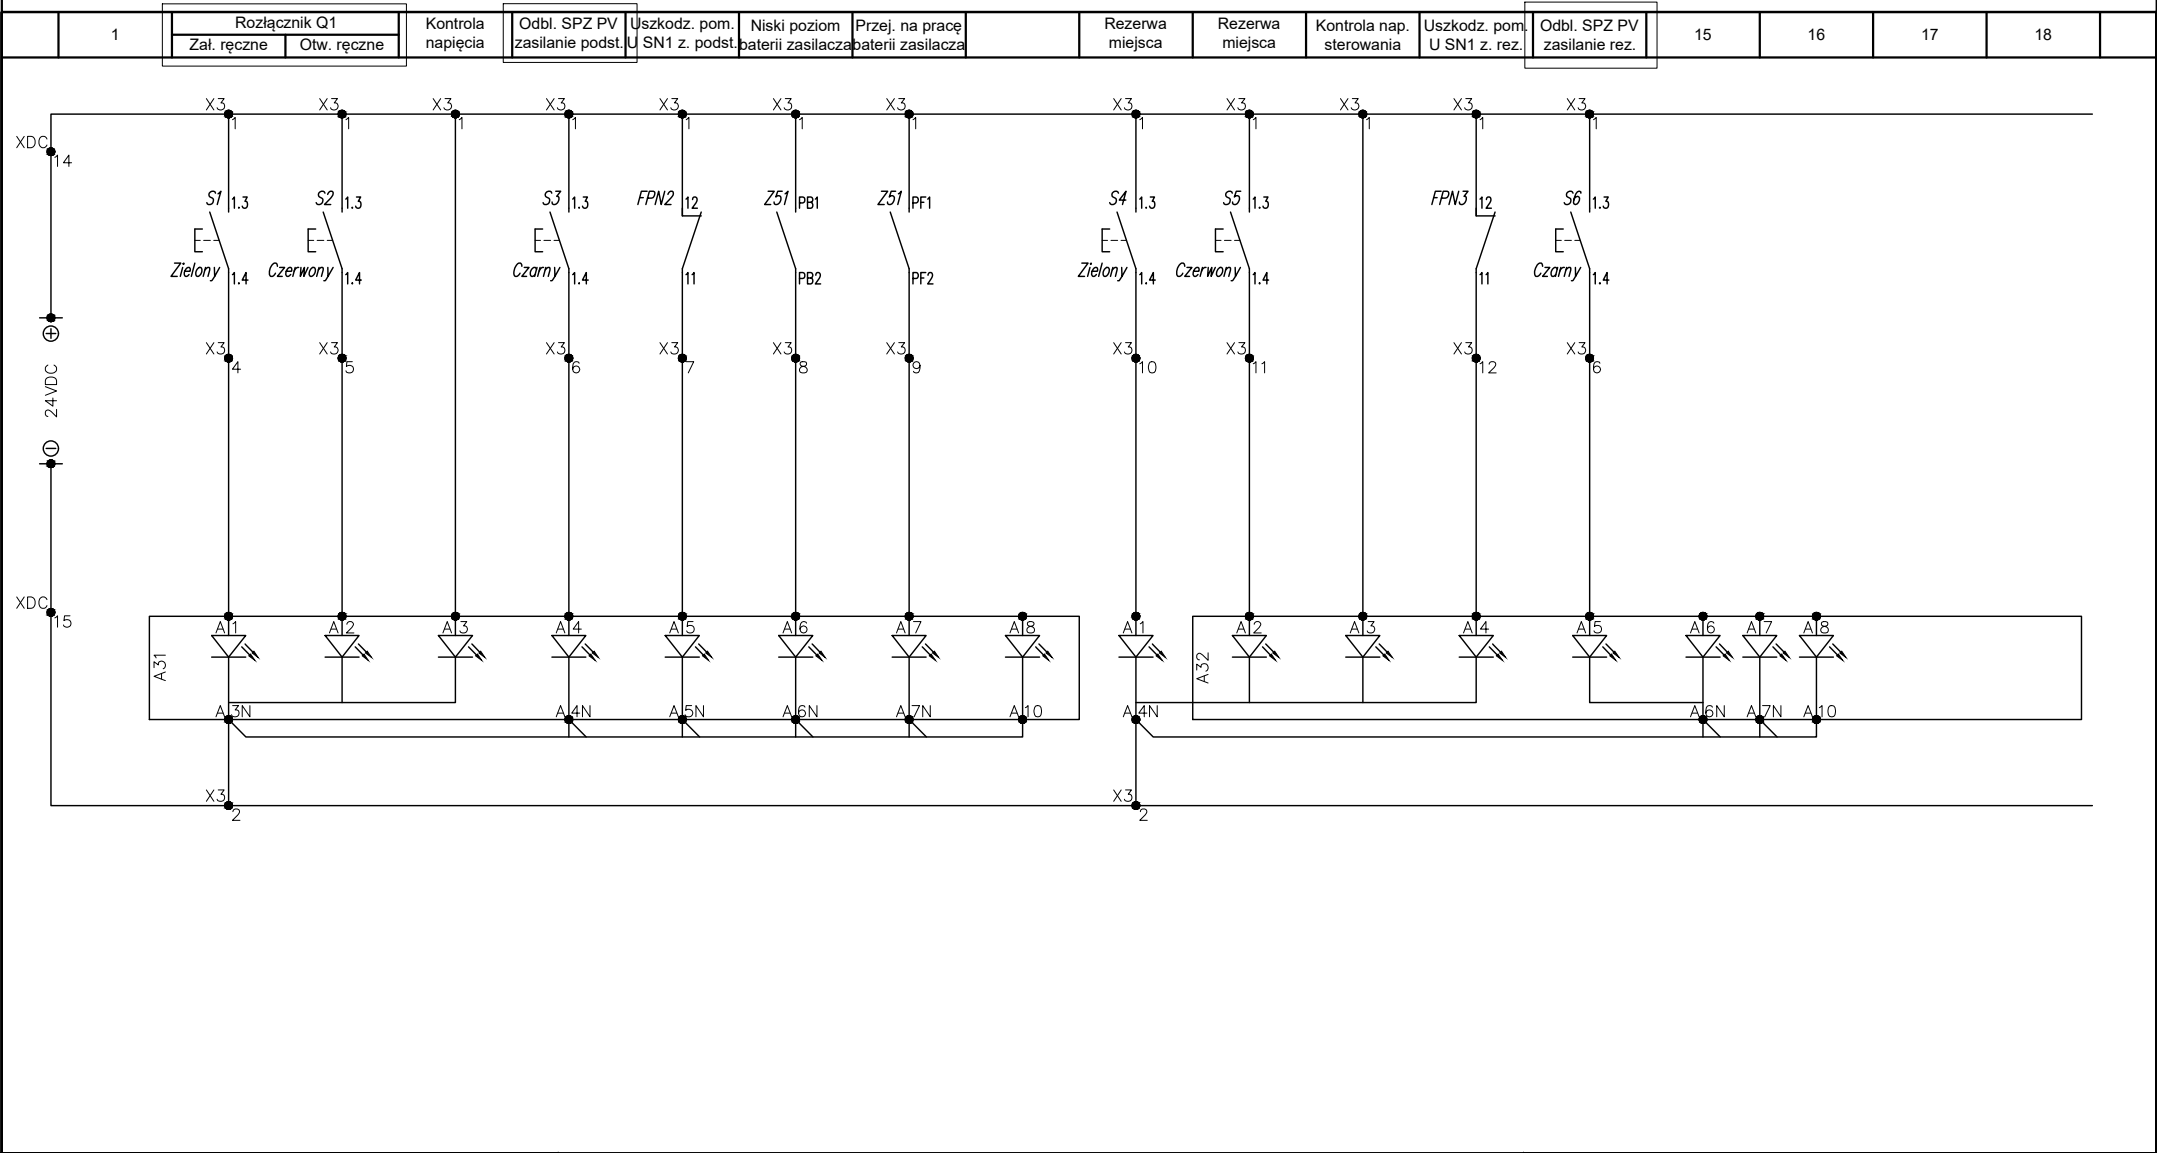 1
Rozłącznik Q1
Zał. ręczne
Otw. ręczne
Kontrola
napięcia
Odbl. SPZ PV
zasilanie podst.
Uszkodz. pom.
U SN1 z. podst.
Niski poziom
baterii zasilacza
Przej. na pracę
baterii zasilacza
Rezerwa
miejsca
Rezerwa
miejsca
Kontrola nap.
sterowania
Uszkodz. pom.
U SN1 z. rez.
Odbl. SPZ PV
zasilanie rez.
15
16
17
18
X3 X3 X3 X3 X3 X3 X3 X3 X3 X3 X3 X3
1 1 1 1 1 1 1 1 1 1 1 1
XDC
14
S1 1.3 S2 1.3 S3 1.3 FPN2 12 Z51 PB1 Z51 PF1 S4 1.3 S5 1.3 FPN3 12 S6 1.3
Zielony 1.4 Czerwony 1.4 Czarny 1.4 11 PB2 PF2 Zielony 1.4 Czerwony 1.4 11 Czarny 1.4
+
X3 X3 X3 X3 X3 X3 X3 X3 X3 X3
4 5 6 7 8 9 10 11 12 6
24VDC
XDC
15
A1 A2 A3 A4 A5 A6 A7 A8 A1 A2 A3 A4 A5 A6 A7 A8
A31
A32
A3N A4N A5N A6N A7N A10 A4N A6N A7N A10
X3 X3
2 2